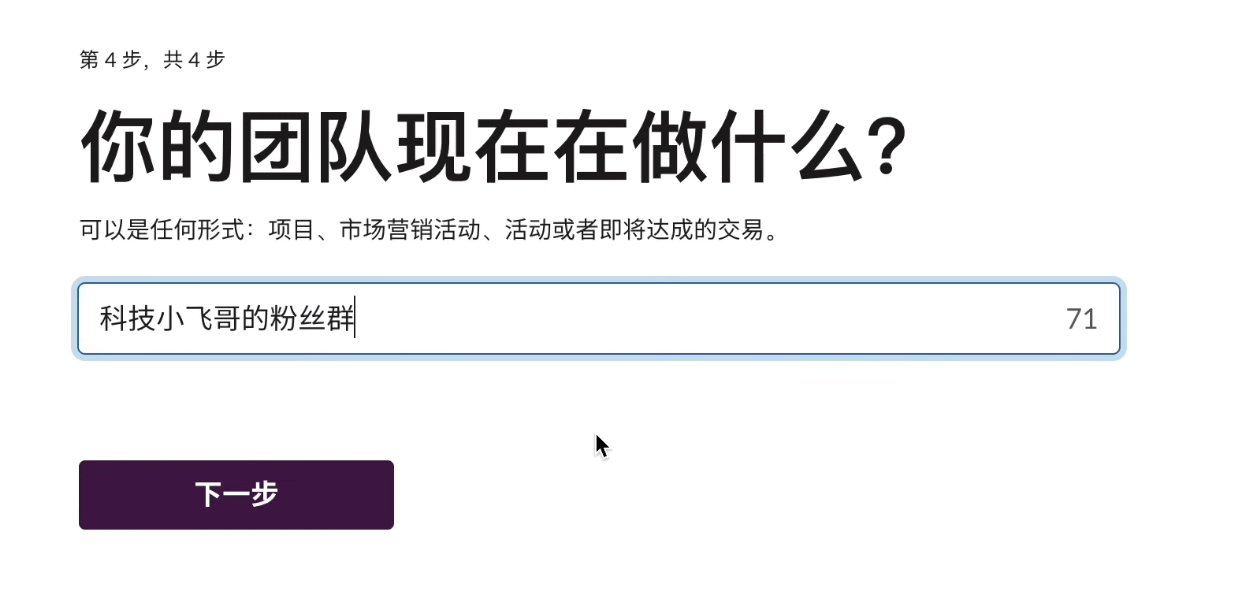 第 4 步，共 4 步
你的团队现在在做什么？
可以是任何形式：项目、市场营销活动、活动或者即将达成的交易。
科技小飞哥的粉丝群 71
下一步